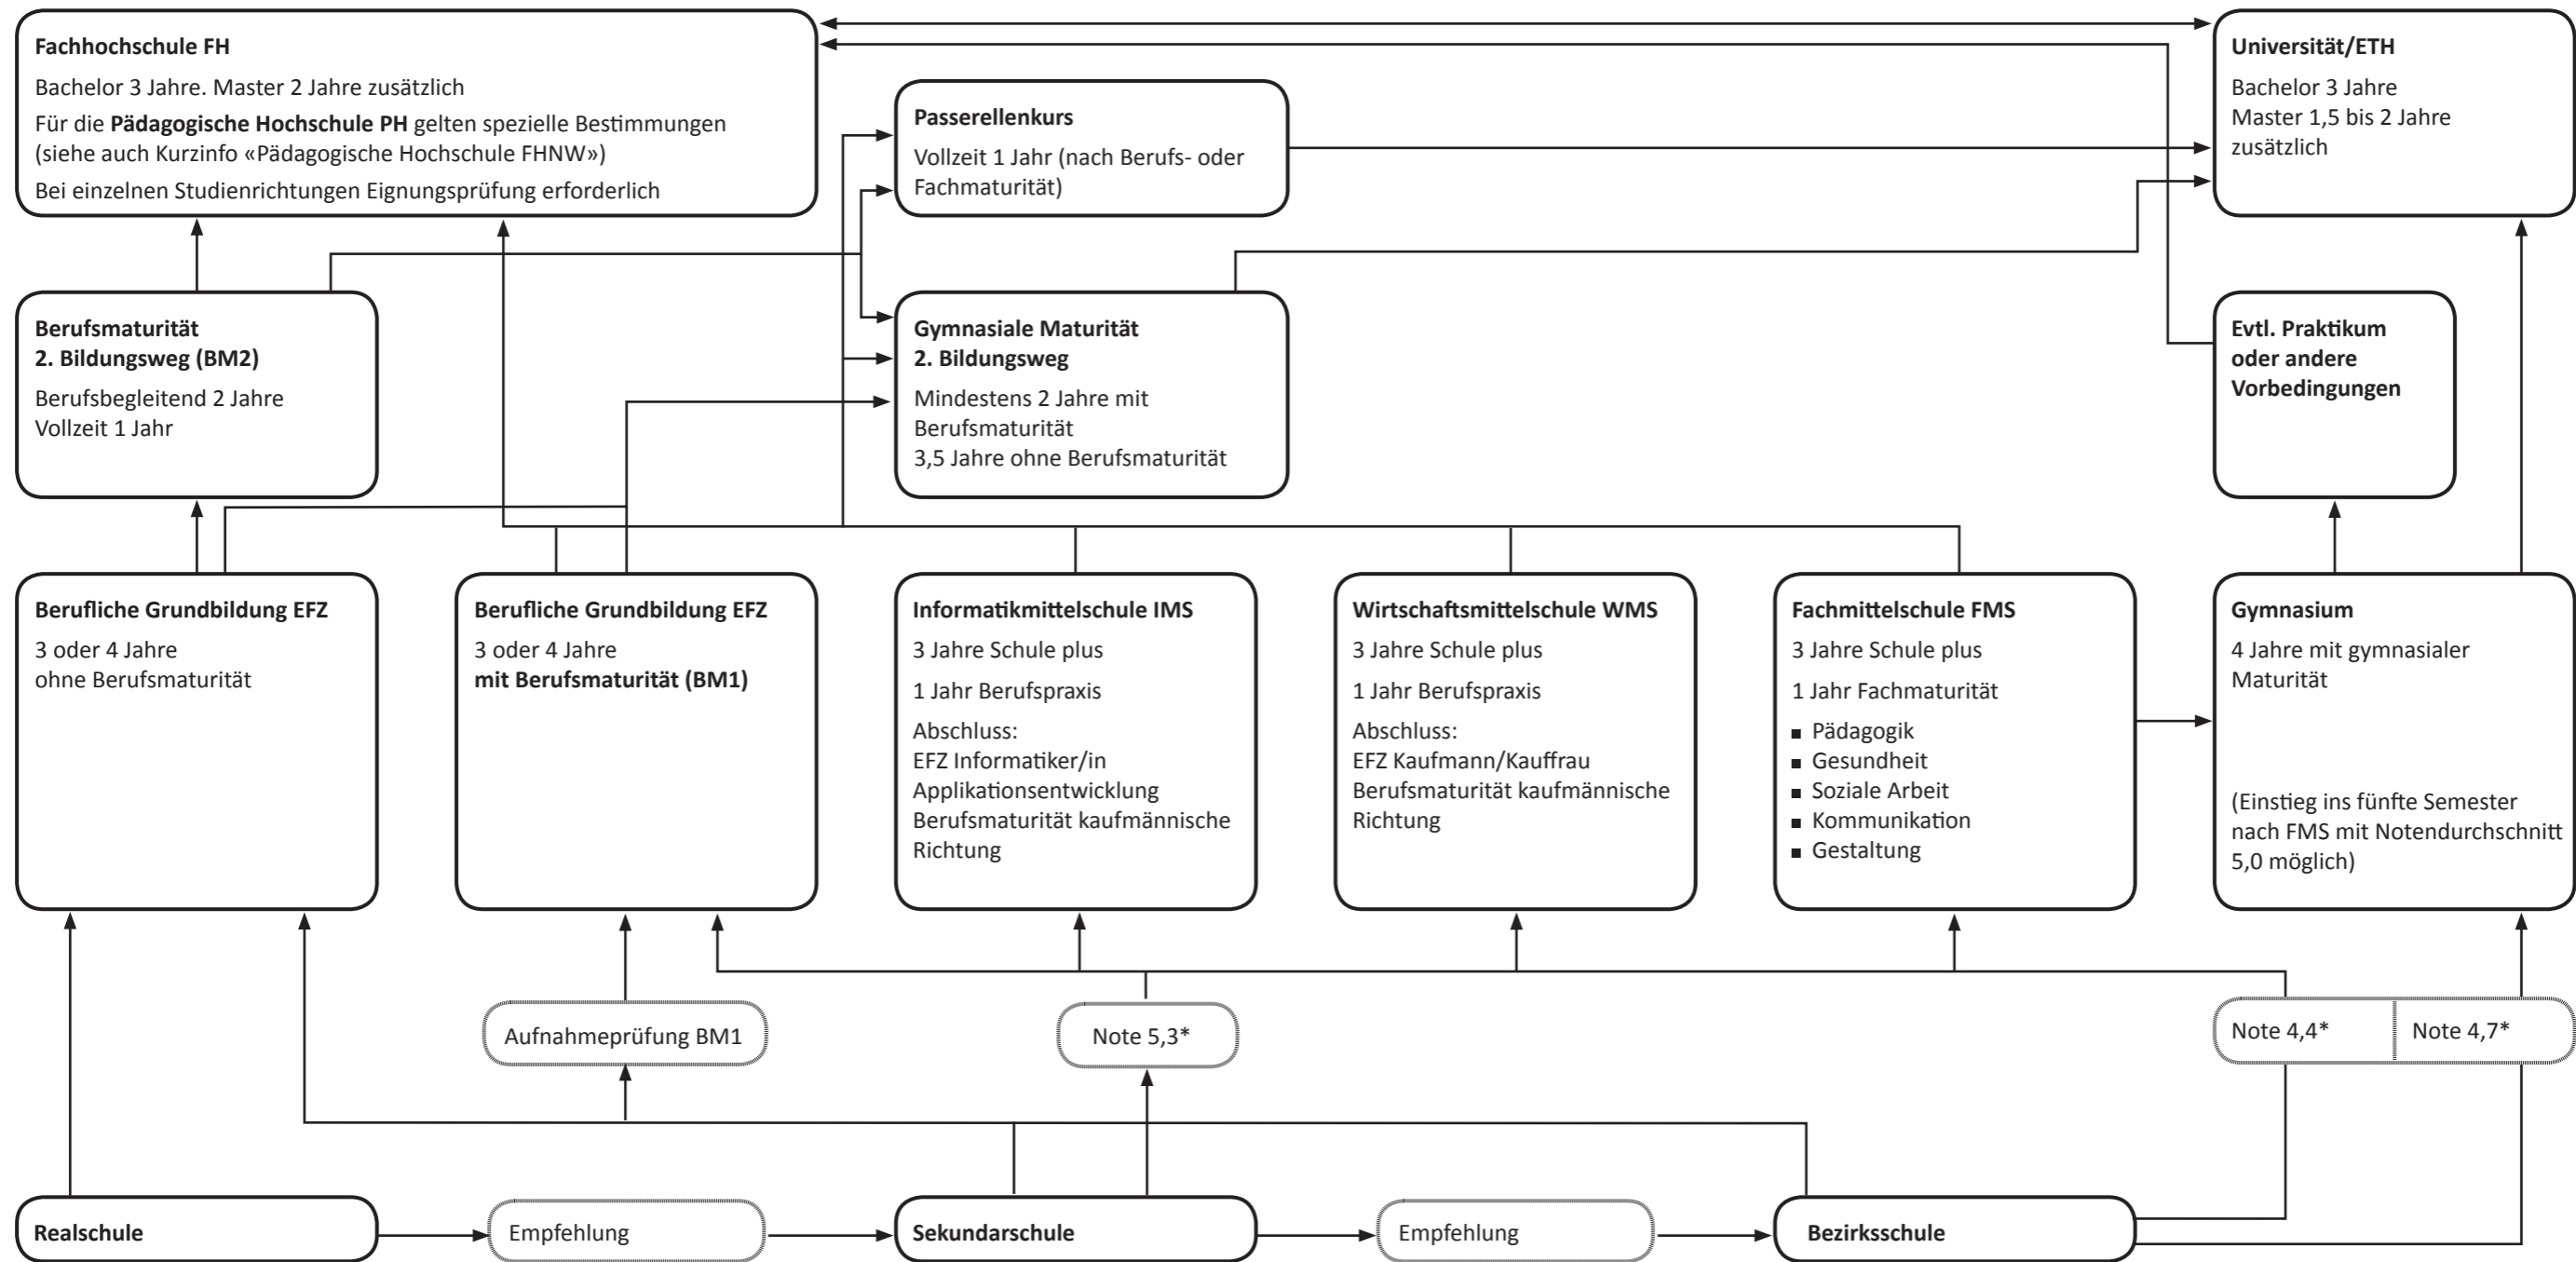 Fachhochschule FH
Bachelor 3 Jahre. Master 2 Jahre zusätzlich
Für die Pädagogische Hochschule PH gelten spezielle Bestimmungen
(siehe auch Kurzinfo «Pädagogische Hochschule FHNW»)
Bei einzelnen Studienrichtungen Eignungsprüfung erforderlich
Passerellenkurs
Vollzeit 1 Jahr (nach Berufs- oder
Fachmaturität)
Universität/ETH
Bachelor 3 Jahre
Master 1,5 bis 2 Jahre
zusätzlich
Berufsmaturität
2. Bildungsweg (BM2)
Berufsbegleitend 2 Jahre
Vollzeit 1 Jahr
Gymnasiale Maturität
2. Bildungsweg
Mindestens 2 Jahre mit
Berufsmaturität
3,5 Jahre ohne Berufsmaturität
Evtl. Praktikum
oder andere
Vorbedingungen
Berufliche Grundbildung EFZ
3 oder 4 Jahre
ohne Berufsmaturität
Berufliche Grundbildung EFZ
3 oder 4 Jahre
mit Berufsmaturität (BM1)
Informatikmittelschule IMS
3 Jahre Schule plus
1 Jahr Berufspraxis
Abschluss:
EFZ Informatiker/in
Applikationsentwicklung
Berufsmaturität kaufmännische
Richtung
Wirtschaftsmittelschule WMS
3 Jahre Schule plus
1 Jahr Berufspraxis
Abschluss:
EFZ Kaufmann/Kauffrau
Berufsmaturität kaufmännische
Richtung
Fachmittelschule FMS
3 Jahre Schule plus
1 Jahr Fachmaturität
▪ Pädagogik
▪ Gesundheit
▪ Soziale Arbeit
▪ Kommunikation
▪ Gestaltung
Gymnasium
4 Jahre mit gymnasialer
Maturität
(Einstieg ins fünfte Semester
nach FMS mit Notendurchschnitt
5,0 möglich)
Aufnahmeprüfung BM1
Note 5,3*
Note 4,4*
Note 4,7*
Realschule
Empfehlung
Sekundarschule
Empfehlung
Bezirksschule